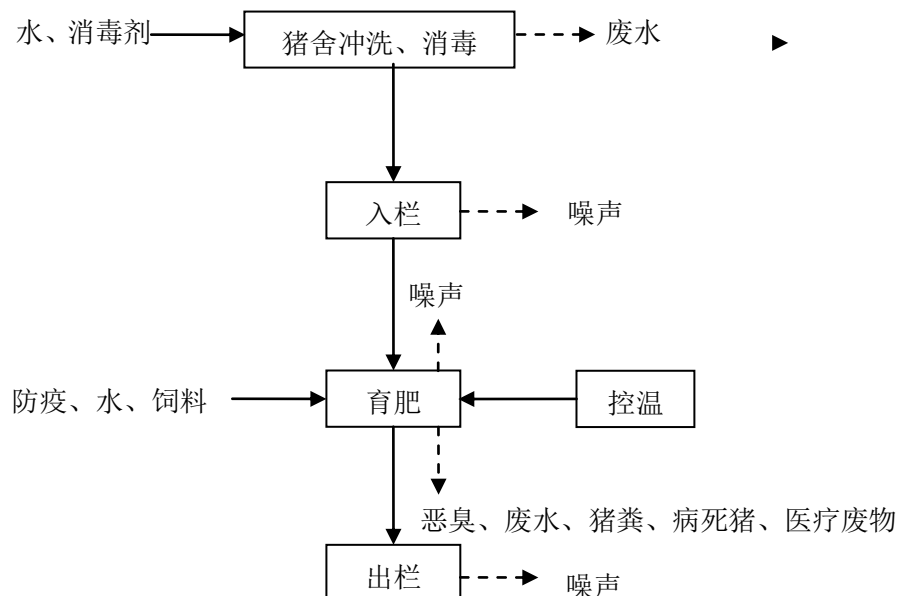 水、消毒剂
猪舍冲洗、消毒
废水
入栏
噪声
噪声
防疫、水、饲料
育肥
控温
恶臭、废水、猪粪、病死猪、医疗废物
出栏
噪声